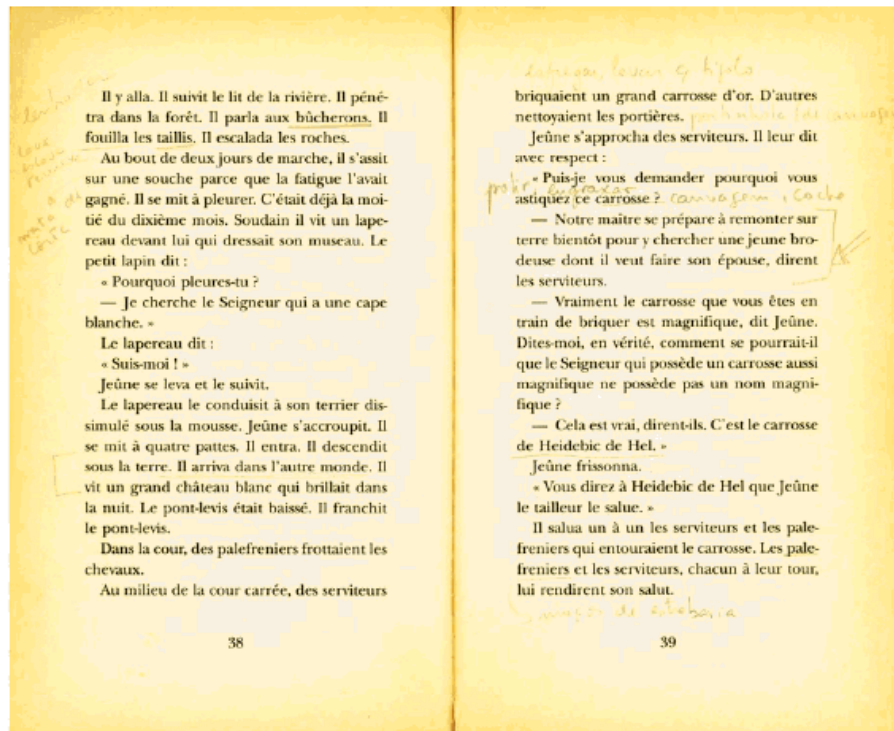 Il y alla. Il suivit le lit de la rivière. Il péné-
tra dans la forêt. Il parla aux bûcherons. Il
fouilla les taillis. Il escalada les roches.
Au bout de deux jours de marche, il s'assit
sur une souche parce que la fatigue l'avait
gagné. Il se mit à pleurer. C'était déjà la moi-
tié du dixième mois. Soudain il vit un lape-
reau devant lui qui dressait son museau. Le
petit lapin dit :
« Pourquoi pleures-tu ?
— Je cherche le Seigneur qui a une cape
blanche. »
Le lapereau dit :
« Suis-moi ! »
Jeûne se leva et le suivit.
Le lapereau le conduisit à son terrier dis-
simulé sous la mousse. Jeûne s'accroupit. Il
se mit à quatre pattes. Il entra. Il descendit
sous la terre. Il arriva dans l'autre monde. Il
vit un grand château blanc qui brillait dans
la nuit. Le pont-levis était baissé. Il franchit
le pont-levis.
Dans la cour, des palefreniers frottaient les
chevaux.
Au milieu de la cour carrée, des serviteurs
38
briquaient un grand carrosse d'or. D'autres
nettoyaient les portières.
Jeûne s'approcha des serviteurs. Il leur dit
avec respect :
« Puis-je vous demander pourquoi vous
astiquez ce carrosse ?
— Notre maître se prépare à remonter sur
terre bientôt pour y chercher une jeune bro-
deuse dont il veut faire son épouse, dirent
les serviteurs.
— Vraiment le carrosse que vous êtes en
train de briquer est magnifique, dit Jeûne.
Dites-moi, en vérité, comment se pourrait-il
que le Seigneur qui possède un carrosse aussi
magnifique ne possède pas un nom magni-
fique ?
— Cela est vrai, dirent-ils. C'est le carrosse
de Heidebic de Hel. »
Jeûne frissonna.
« Vous direz à Heidebic de Hel que Jeûne
le tailleur le salue. »
Il salua un à un les serviteurs et les pale-
freniers qui entouraient le carrosse. Les pale-
freniers et les serviteurs, chacun à leur tour,
lui rendirent son salut.
39